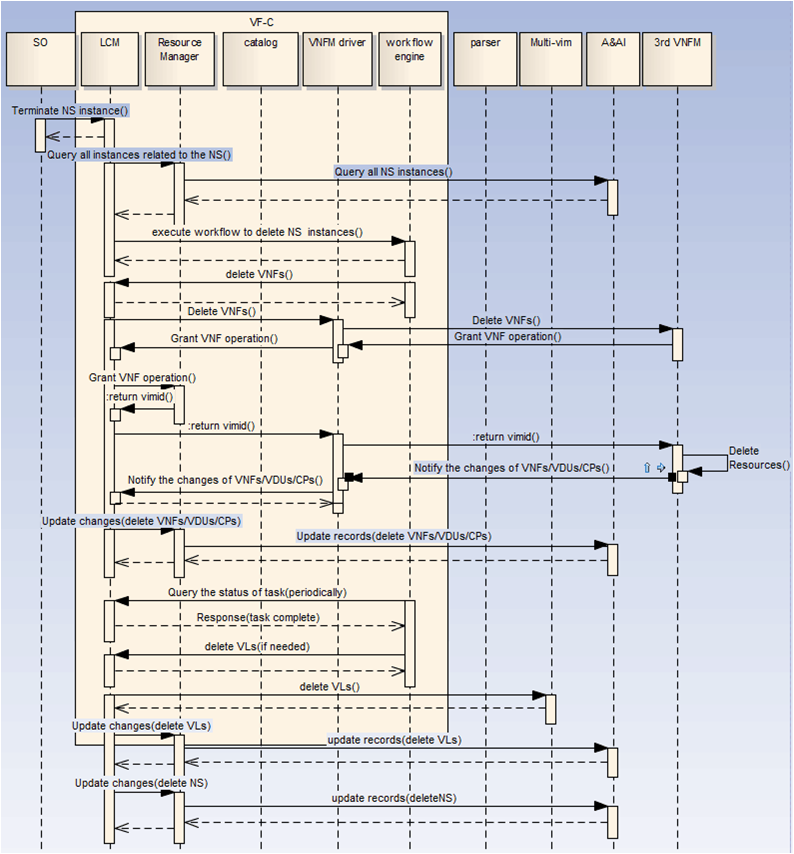 VF-C
SO
LCM
Resource
Manager
catalog
VNFM driver
workflow
engine
parser
Multi-vim
A&AI
3rd VNFM
Terminate NS instance()
Query all instances related to the NS()
Query all NS instances()
execute workflow to delete NS instances()
delete VNFs()
Delete VNFs()
Delete VNFs()
Grant VNF operation()
Grant VNF operation()
Grant VNF operation()
:return vimid()
:return vimid()
:return vimid()
Delete
Resources()
Notify the changes of VNFs/VDUs/CPs()
Notify the changes of VNFs/VDUs/CPs()
Update changes(delete VNFs/VDUs/CPs)
Update records(delete VNFs/VDUs/CPs)
Query the status of task(periodically)
Response(task complete)
delete VLs(if needed)
delete VLs()
Update changes(delete VLs)
update records(delete VLs)
Update changes(delete NS)
update records(deleteNS)